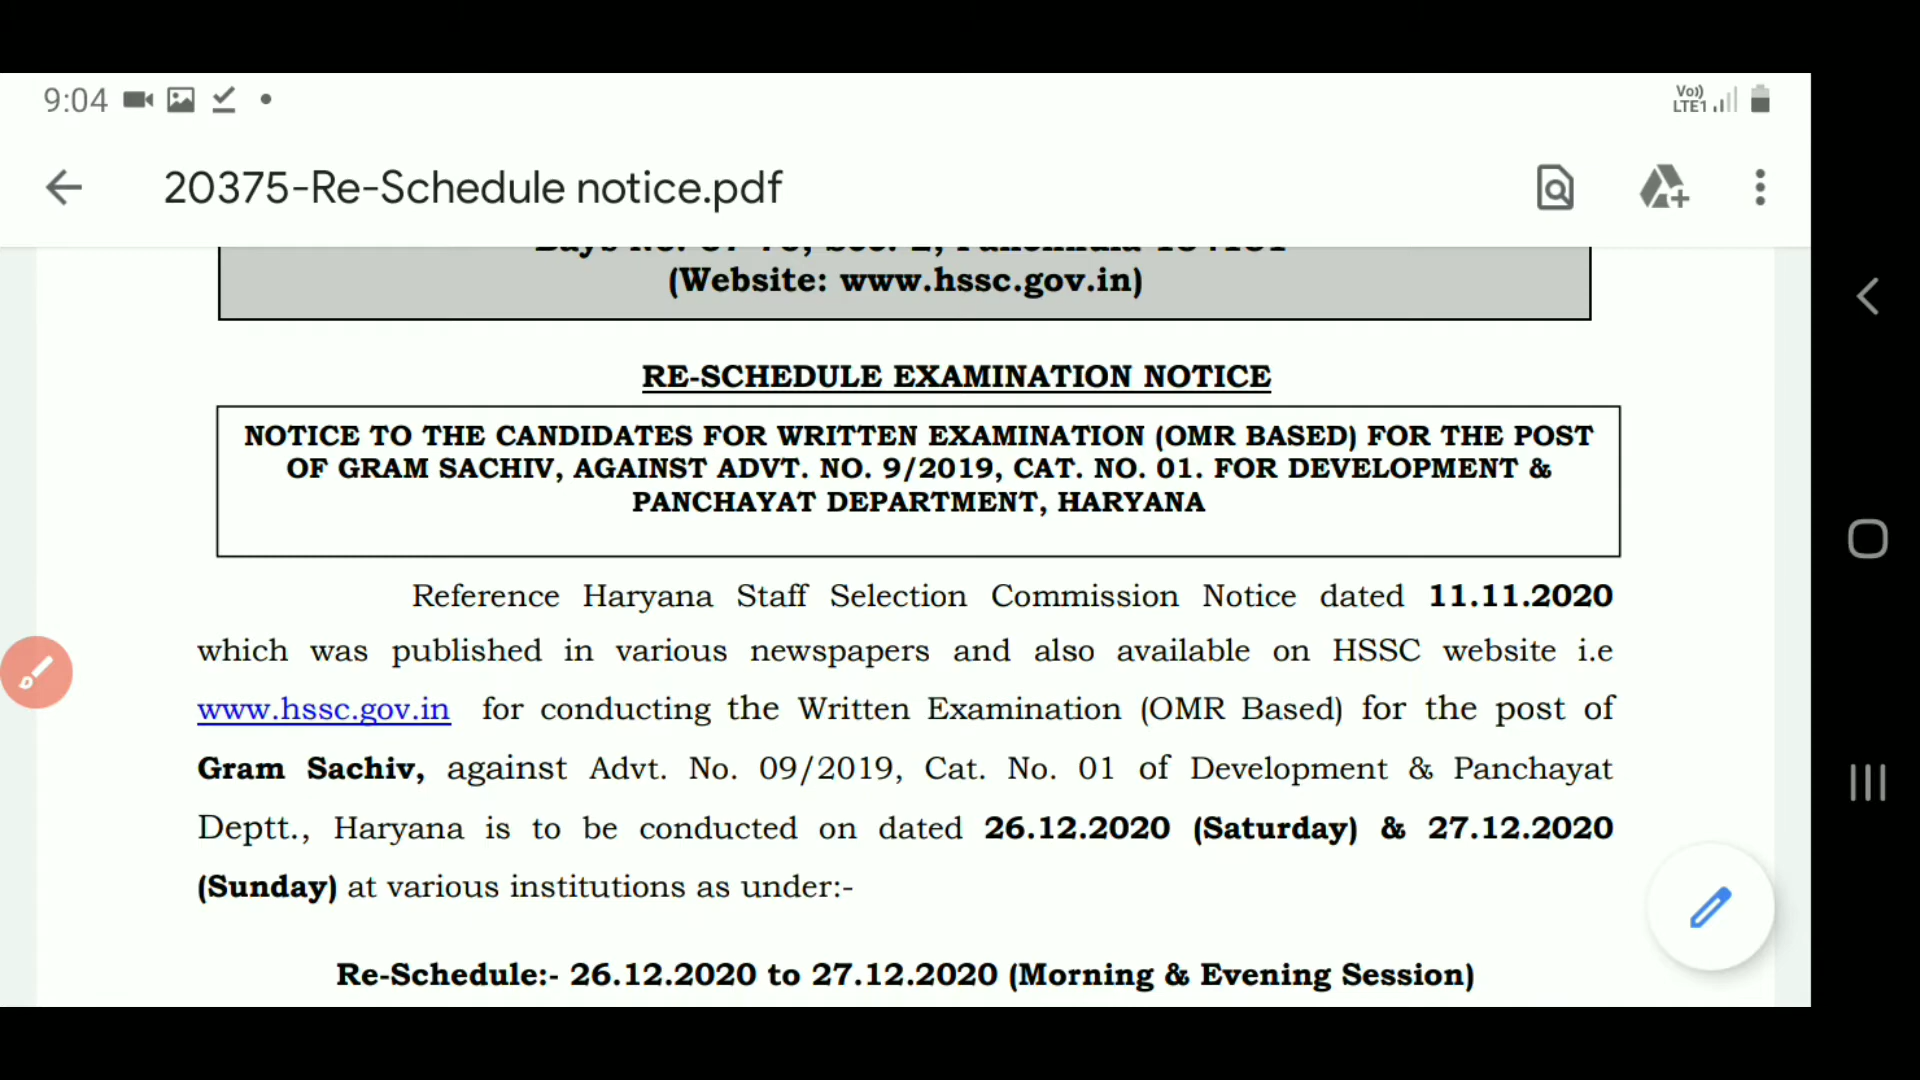 9:04
Vo))
LTE1
20375-Re-Schedule notice.pdf
(Website: www.hssc.gov.in)
RE-SCHEDULE EXAMINATION NOTICE
NOTICE TO THE CANDIDATES FOR WRITTEN EXAMINATION (OMR BASED) FOR THE POST
OF GRAM SACHIV, AGAINST ADVT. NO. 9/2019, CAT. NO. 01. FOR DEVELOPMENT &
PANCHAYAT DEPARTMENT, HARYANA
Reference Haryana Staff Selection Commission Notice dated 11.11.2020
which was published in various newspapers and also available on HSSC website i.e
www.hssc.gov.in for conducting the Written Examination (OMR Based) for the post of
Gram Sachiv, against Advt. No. 09/2019, Cat. No. 01 of Development & Panchayat
Deptt., Haryana is to be conducted on dated 26.12.2020 (Saturday) & 27.12.2020
(Sunday) at various institutions as under:-
Re-Schedule:- 26.12.2020 to 27.12.2020 (Morning & Evening Session)